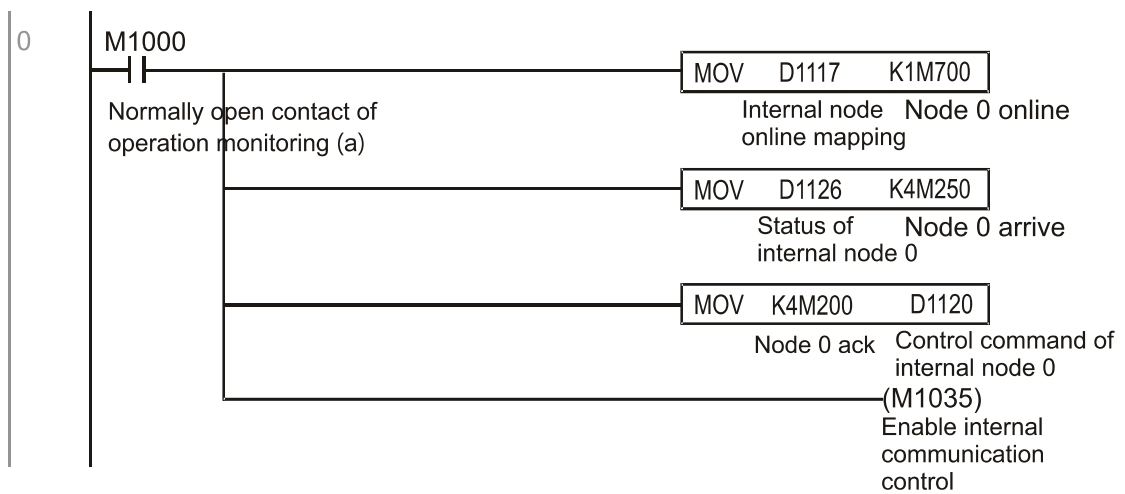 0
M1000
MOV D1117 K1M700
Normally open contact of
operation monitoring (a)
Internal node
online mapping
Node 0 online
MOV D1126 K4M250
Status of
internal node 0
Node 0 arrive
MOV K4M200 D1120
Node 0 ack
Control command of
internal node 0
(M1035)
Enable internal
communication
control